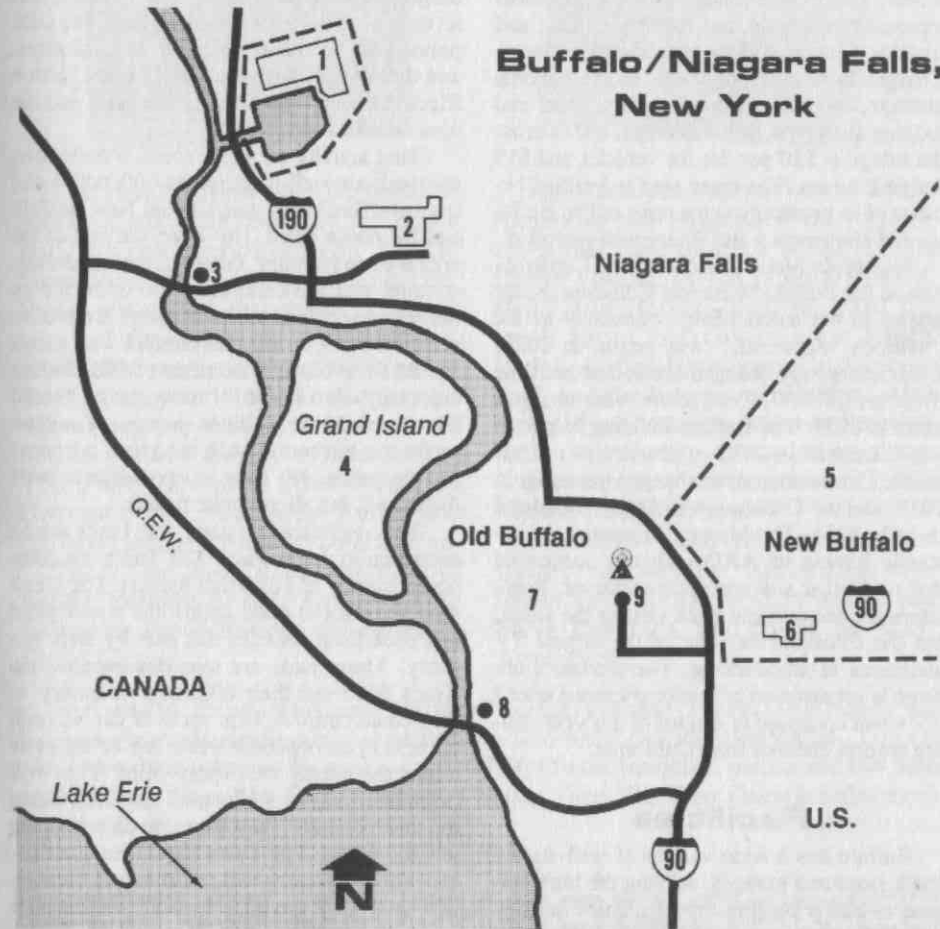 Buffalo/Niagara Falls,
New York
1
190
2
3
Niagara Falls
Grand Island
4
Q.E.W.
5
Old Buffalo
New Buffalo
90
7
9
6
CANADA
8
Lake Erie
U.S.
90
N